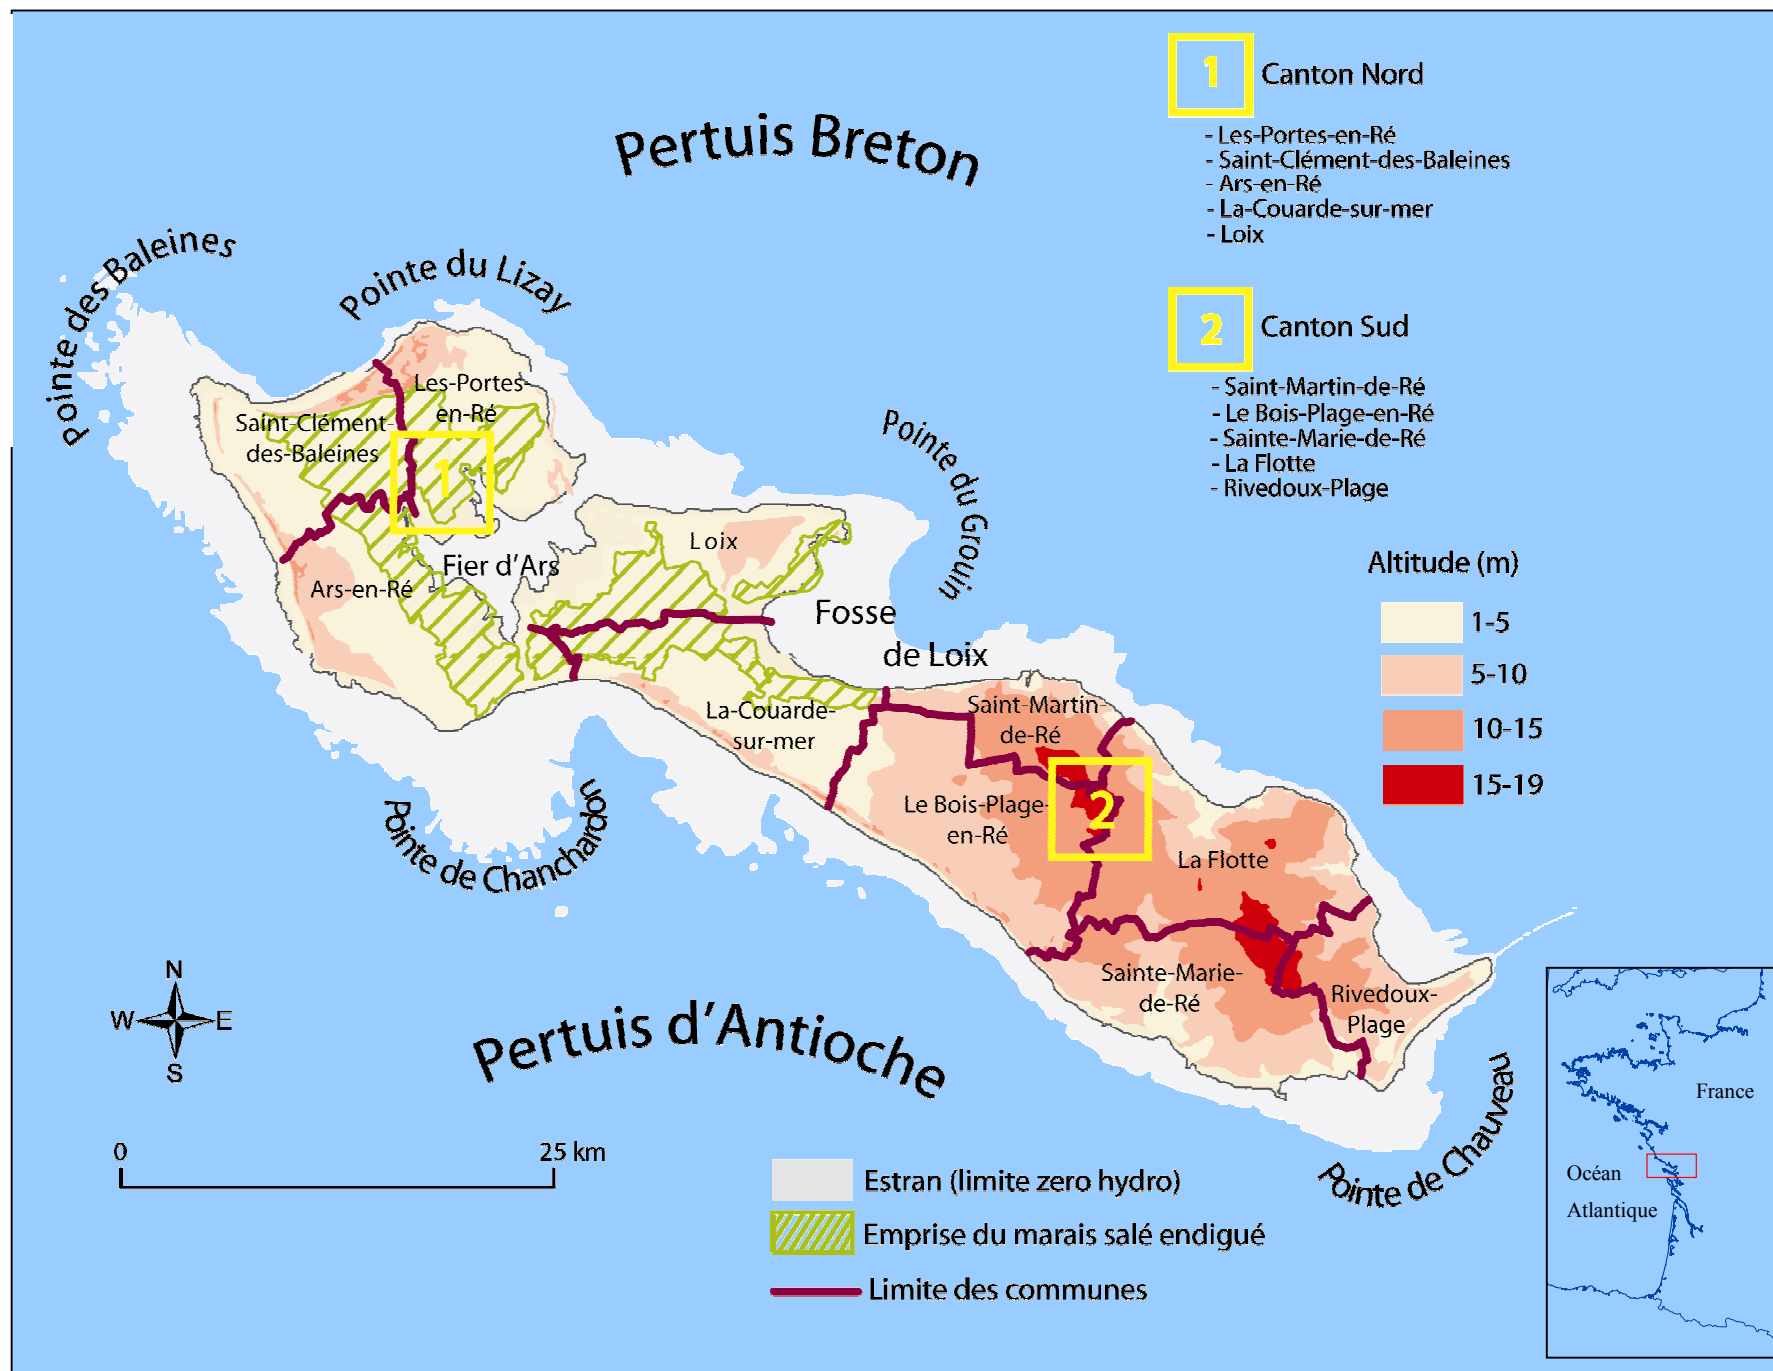 1 Canton Nord
- Les-Portes-en-Ré
- Saint-Clément-des-Baleines
- Ars-en-Ré
- La-Couarde-sur-mer
- Loix
Pertuis Breton
Pointe des Baleines
Pointe du Lizay
2 Canton Sud
- Saint-Martin-de-Ré
- Le Bois-Plage-en-Ré
- Sainte-Marie-de-Ré
- La Flotte
- Rivedoux-Plage
Les-Portes-
en-Ré
Saint-Clément-
des-Baleines
1
Pointe du Grouin
Loix
Fier d'Ars
Ars-en-Ré
Fosse
de Loix
Altitude (m)
1-5
5-10
10-15
15-19
La-Couarde-
sur-mer
Saint-Martin-
de-Ré
Le Bois-Plage-
en-Ré
2
La Flotte
Pointe de Chanchardon
Sainte-Marie-
de-Ré
Rivedoux-
Plage
N
W E
S
Pertuis d'Antioche
Pointe de Chauveau
0 25 km
Estran (limite zero hydro)
Emprise du marais salé endigué
Limite des communes
France
Océan
Atlantique